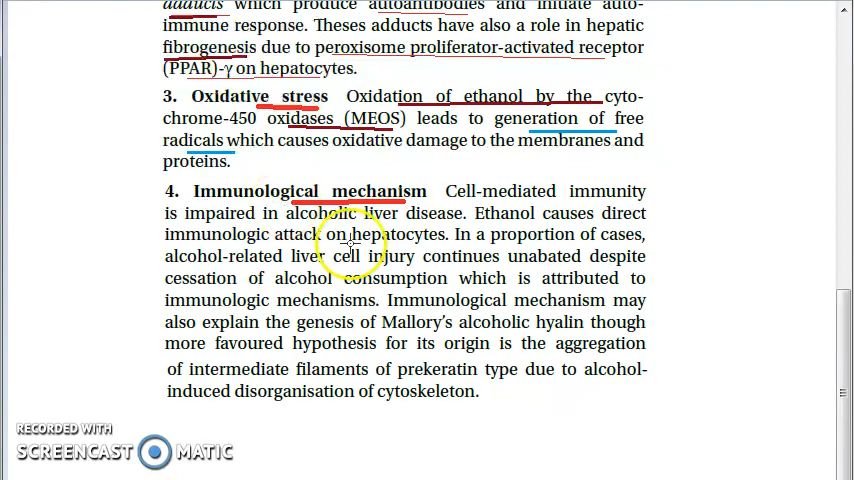 adducts which produce autoantibodies and initiate auto-
immune response. Theses adducts have also a role in hepatic
fibrogenesis due to peroxisome proliferator-activated receptor
(PPAR)-γ on hepatocytes.
3. Oxidative stress Oxidation of ethanol by the cyto-
chrome-450 oxidases (MEOS) leads to generation of free
radicals which causes oxidative damage to the membranes and
proteins.
4. Immunological mechanism Cell-mediated immunity
is impaired in alcoholic liver disease. Ethanol causes direct
immunologic attack on hepatocytes. In a proportion of cases,
alcohol-related liver cell injury continues unabated despite
cessation of alcohol consumption which is attributed to
immunologic mechanisms. Immunological mechanism may
also explain the genesis of Mallory's alcoholic hyalin though
more favoured hypothesis for its origin is the aggregation
of intermediate filaments of prekeratin type due to alcohol-
induced disorganisation of cytoskeleton.
RECORDED WITH
SCREENCAST MATIC